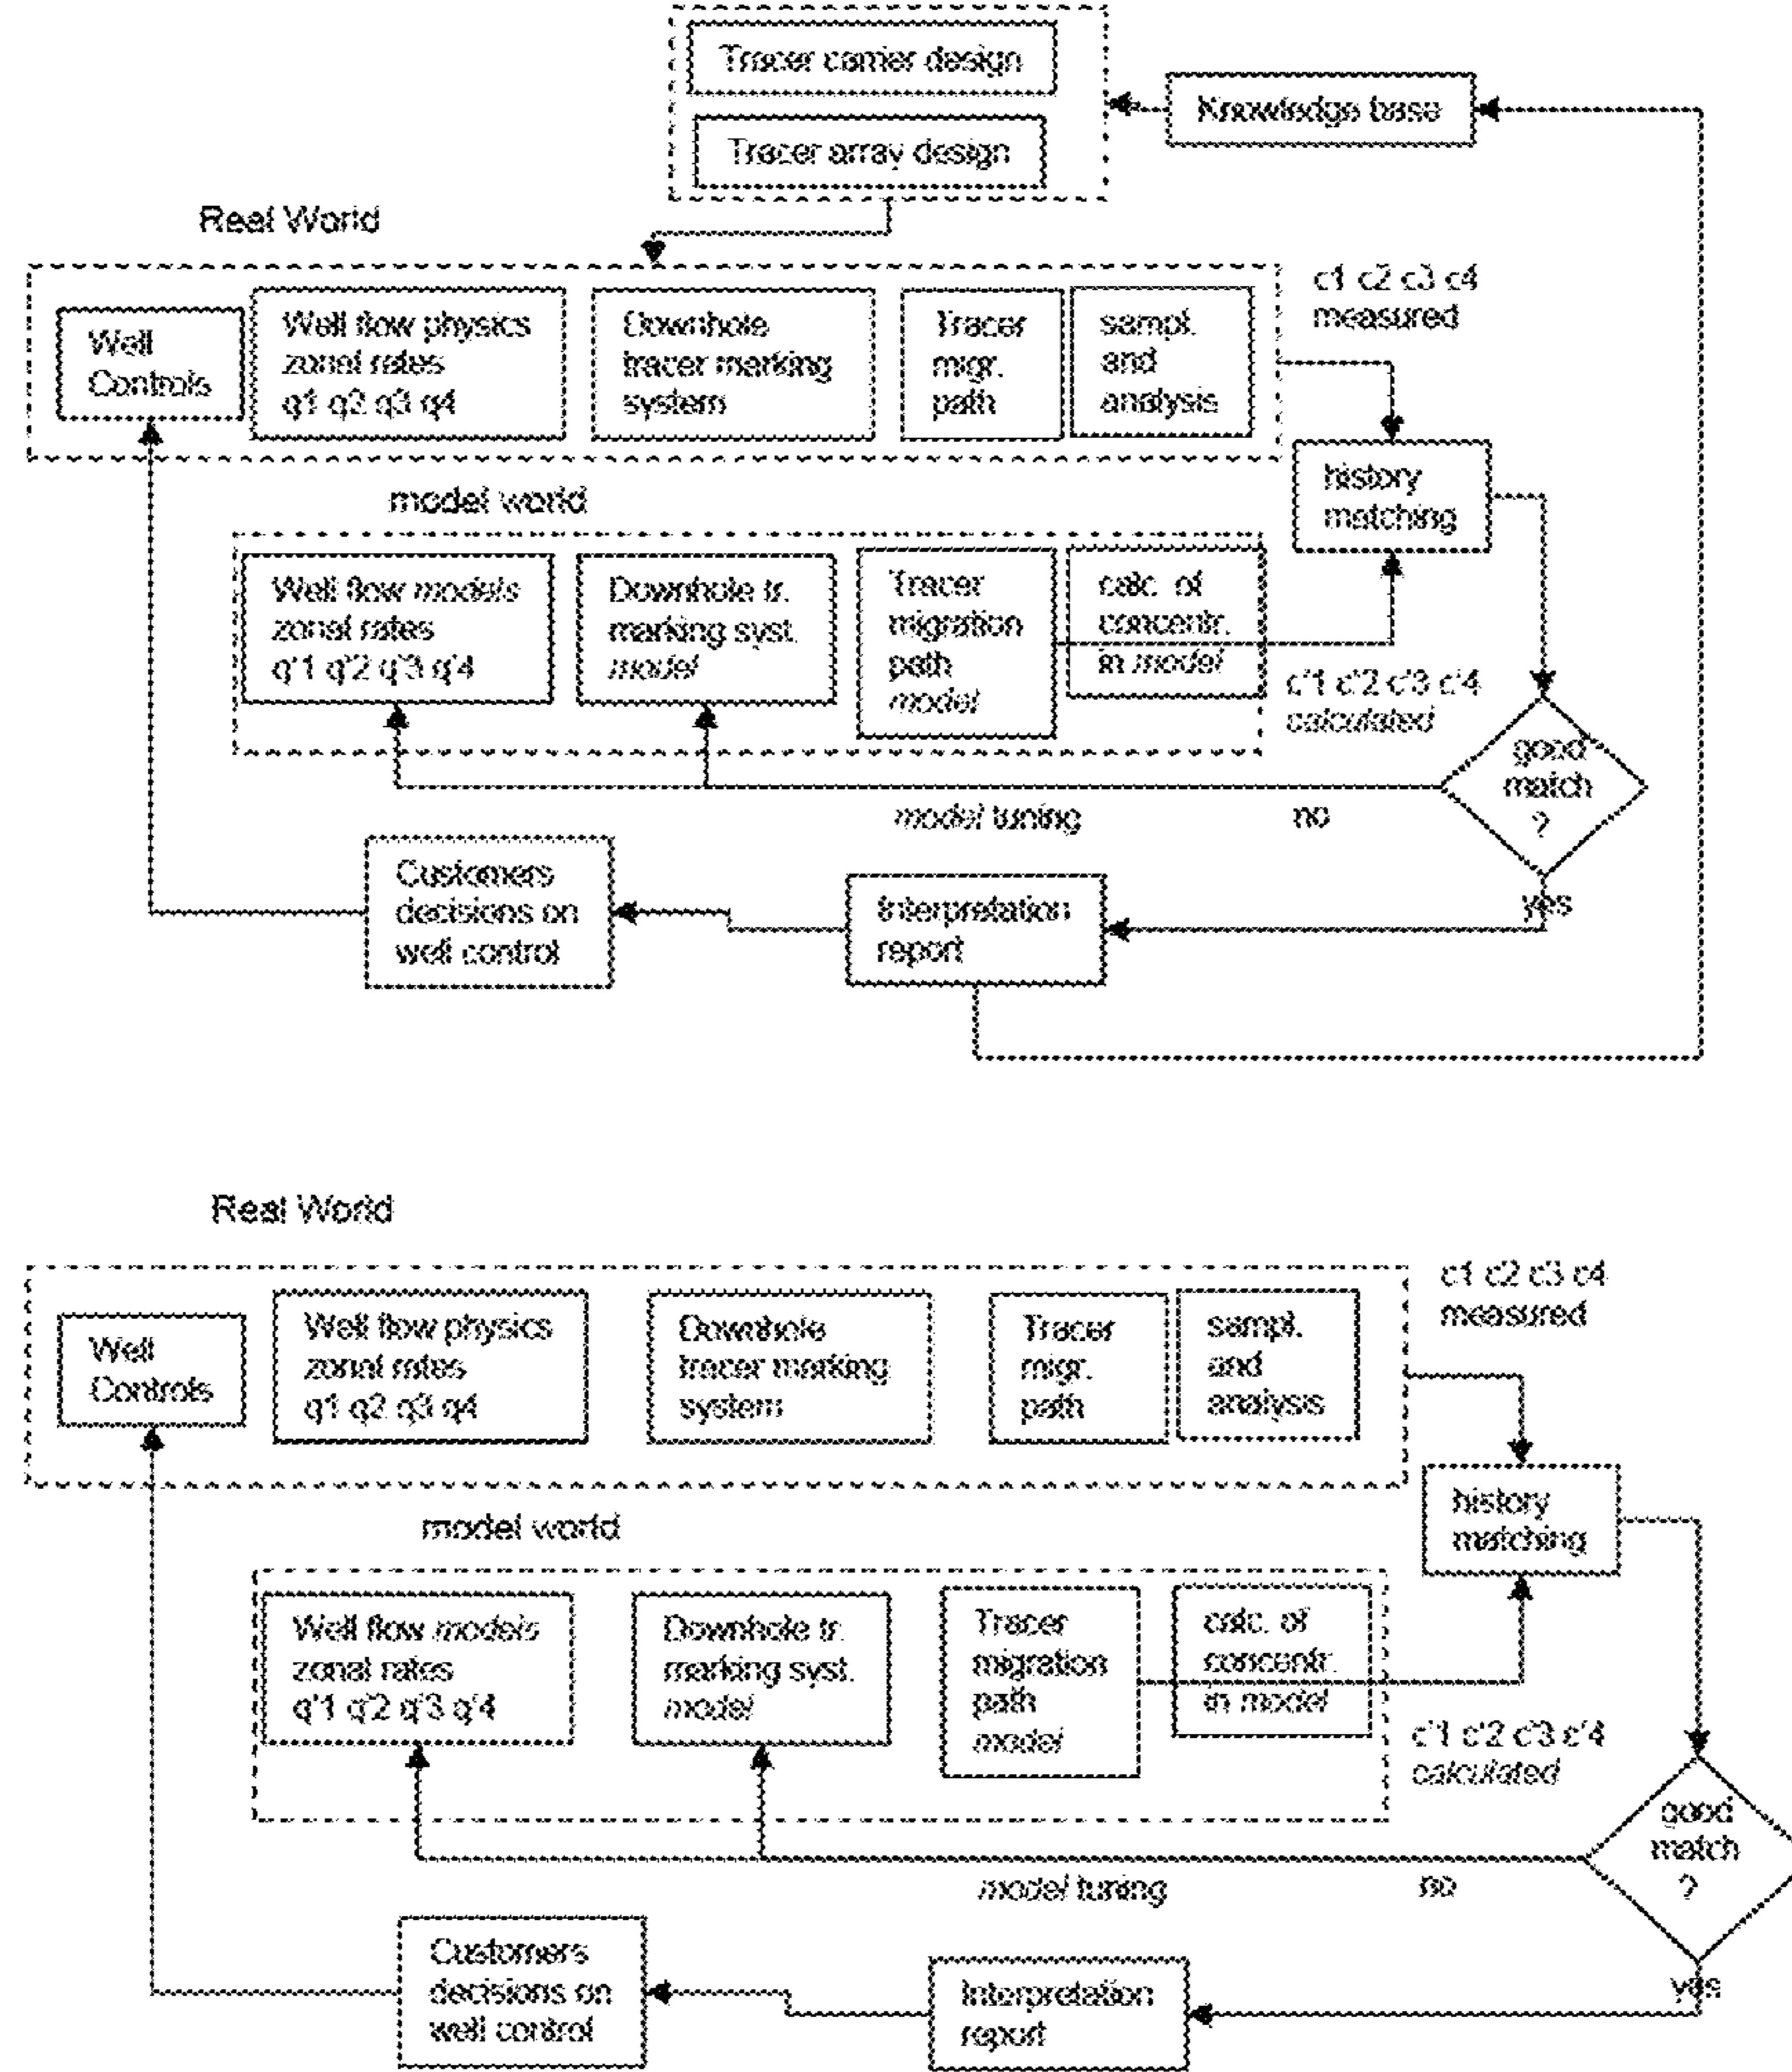 Tracer carrier design
Tracer array design
Knowledge base
Real World
Well
Controls
Well flow physics
zonal rates
q1 q2 q3 q4
Downhole
tracer marking
system
Tracer
migr.
path
sampl.
and
analysis
c1 c2 c3 c4
measured
history
matching
model world
Well flow models
zonal rates
q'1 q'2 q'3 q'4
Downhole tr.
marking syst.
model
Tracer
migration
path
model
calc. of
concentr.
in model
c'1 c'2 c'3 c'4
calculated
good
match
?
model tuning
no
yes
Customers
decisions on
well control
Interpretation
report
Real World
Well
Controls
Well flow physics
zonal rates
q1 q2 q3 q4
Downhole
tracer marking
system
Tracer
migr.
path
sampl.
and
analysis
c1 c2 c3 c4
measured
history
matching
model world
Well flow models
zonal rates
q'1 q'2 q'3 q'4
Downhole tr.
marking syst.
model
Tracer
migration
path
model
calc. of
concentr.
in model
c'1 c'2 c'3 c'4
calculated
good
match
?
model tuning
no
yes
Customers
decisions on
well control
Interpretation
report